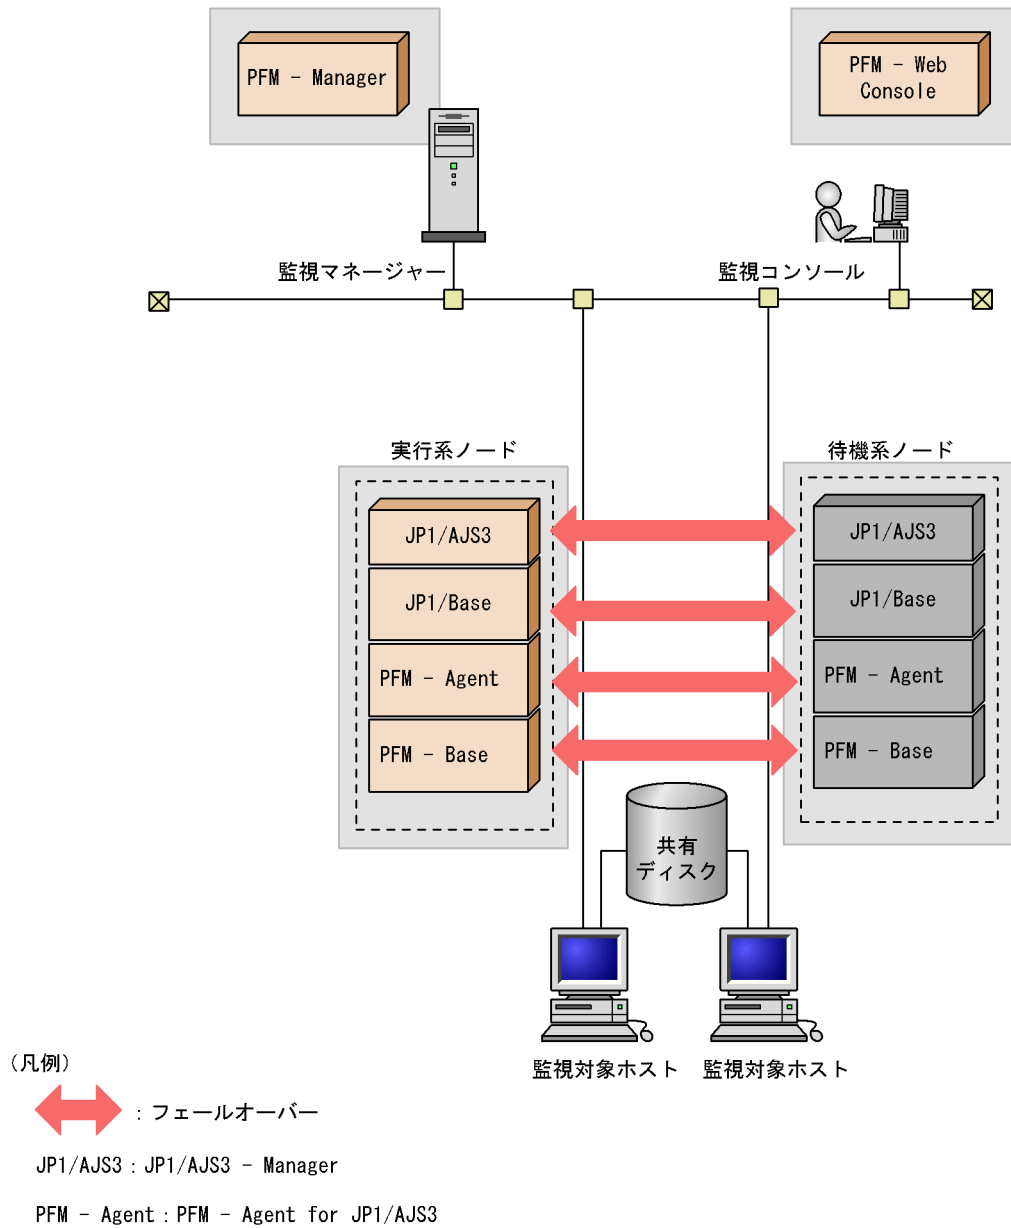 PFM - Manager
PFM - Web
Console
監視マネージャー
監視コンソール
実行系ノード
待機系ノード
JP1/AJS3
JP1/AJS3
JP1/Base
JP1/Base
PFM - Agent
PFM - Agent
PFM - Base
PFM - Base
共有
ディスク
監視対象ホスト
監視対象ホスト
(凡例)
：フェールオーバー
JP1/AJS3：JP1/AJS3 - Manager
PFM - Agent：PFM - Agent for JP1/AJS3